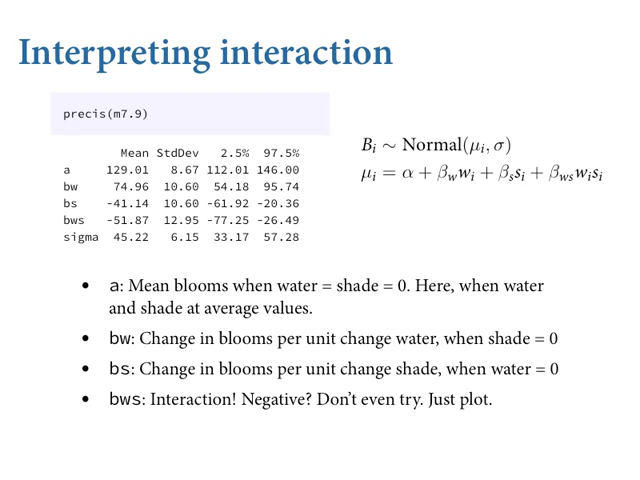 Interpreting interaction
precis(m7.9)
Mean StdDev 2.5% 97.5%
a 129.01 8.67 112.01 146.00
bw 74.96 10.60 54.18 95.74
bs -41.14 10.60 -61.92 -20.36
bws -51.87 12.95 -77.25 -26.49
sigma 45.22 6.15 33.17 57.28
Bᵢ ∼ Normal(μᵢ, σ)
μᵢ = α + β_w wᵢ + β_s sᵢ + β_ws wᵢsᵢ
• a: Mean blooms when water = shade = 0. Here, when water
and shade at average values.
• bw: Change in blooms per unit change water, when shade = 0
• bs: Change in blooms per unit change shade, when water = 0
• bws: Interaction! Negative? Don’t even try. Just plot.